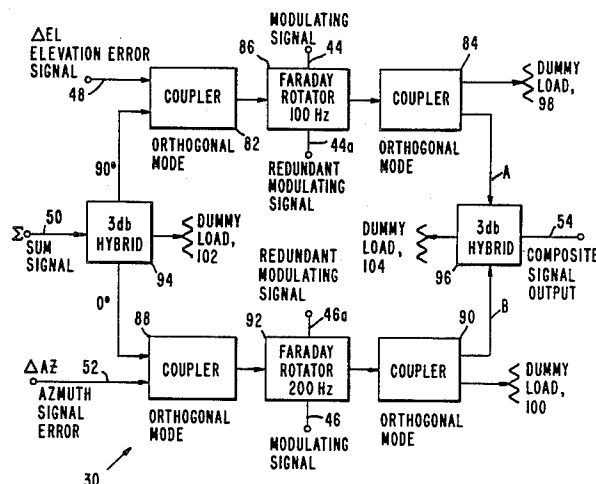 ΔEL
ELEVATION ERROR
SIGNAL
48
COUPLER
82
ORTHOGONAL
MODE
90°
MODULATING
SIGNAL
44
86
FARADAY
ROTATOR
100 Hz
44a
REDUNDANT
MODULATING
SIGNAL
84
COUPLER
ORTHOGONAL
MODE
DUMMY
LOAD,
98
A
Σ
50
SUM
SIGNAL
3db
HYBRID
94
DUMMY
LOAD,
102
DUMMY
LOAD,
104
3db
HYBRID
96
54
COMPOSITE
SIGNAL
OUTPUT
0°
88
COUPLER
ORTHOGONAL
MODE
ΔAZ
52
AZMUTH
SIGNAL
ERROR
REDUNDANT
MODULATING
SIGNAL
46a
92
FARADAY
ROTATOR
200 Hz
46
MODULATING
SIGNAL
90
COUPLER
ORTHOGONAL
MODE
B
DUMMY
LOAD,
100
30